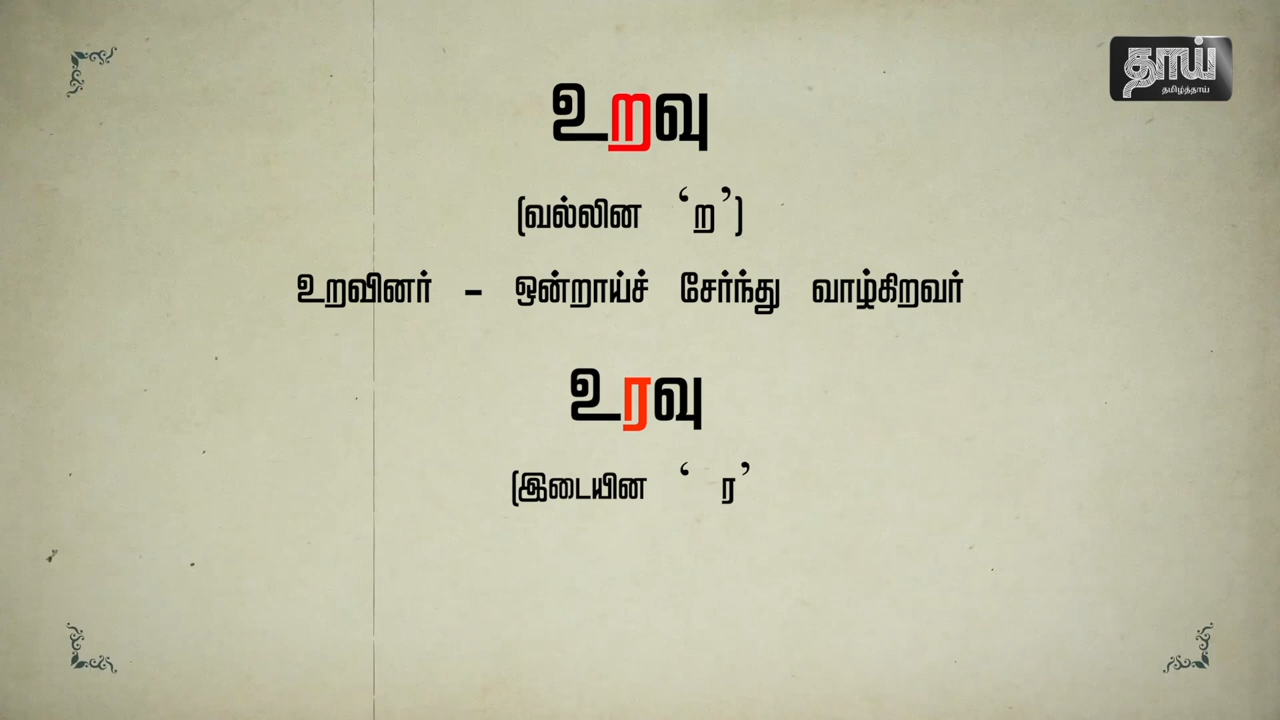 தாய்
தமிழ்த்தாய்
உறவு
(வல்லின ‘ற’)
உறவினர் – ஒன்றாய்ச் சேர்ந்து வாழ்கிறவர்
உரவு
(இடையின ‘ ர’